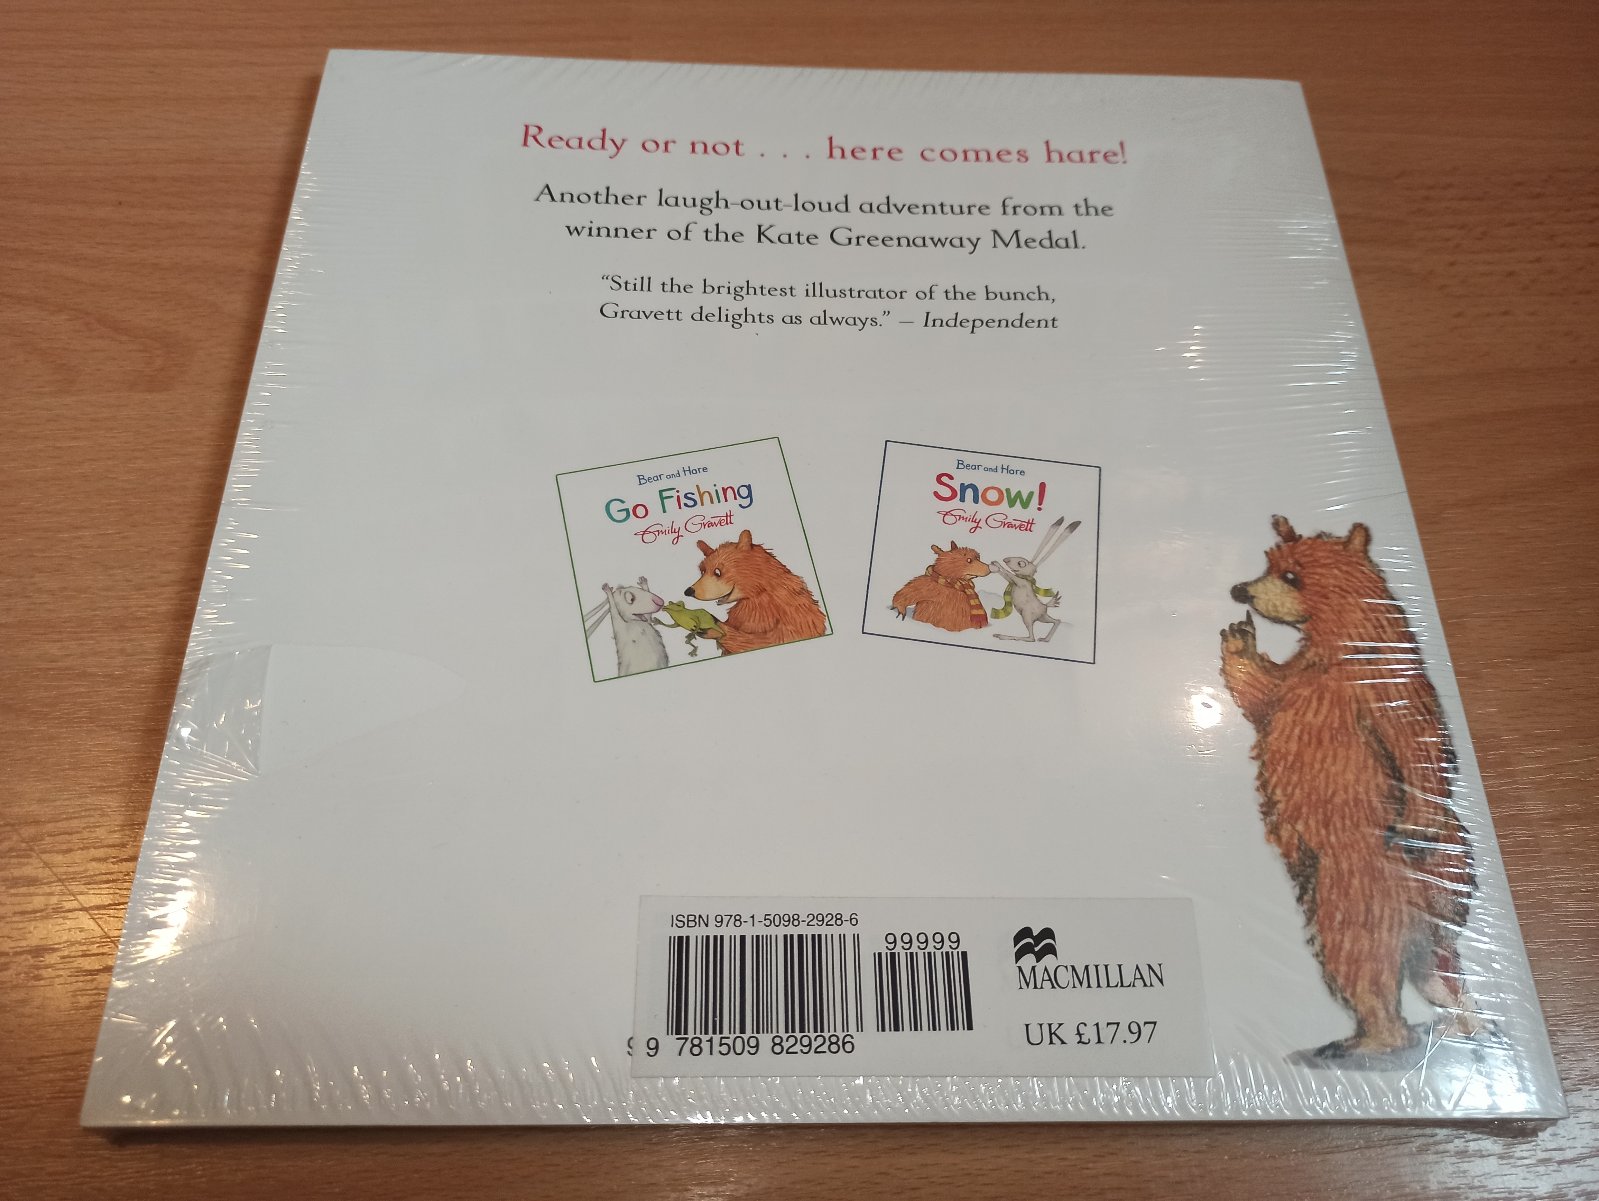 Ready or not . . . here comes hare!
Another laugh-out-loud adventure from the
winner of the Kate Greenaway Medal.
“Still the brightest illustrator of the bunch,
Gravett delights as always.” – Independent
Bear and Hare
Go Fishing
Emily Gravett
Bear and Hare
Snow!
Emily Gravett
ISBN 978-1-5098-2928-6
99999
9 781509 829286
MACMILLAN
UK £17.97